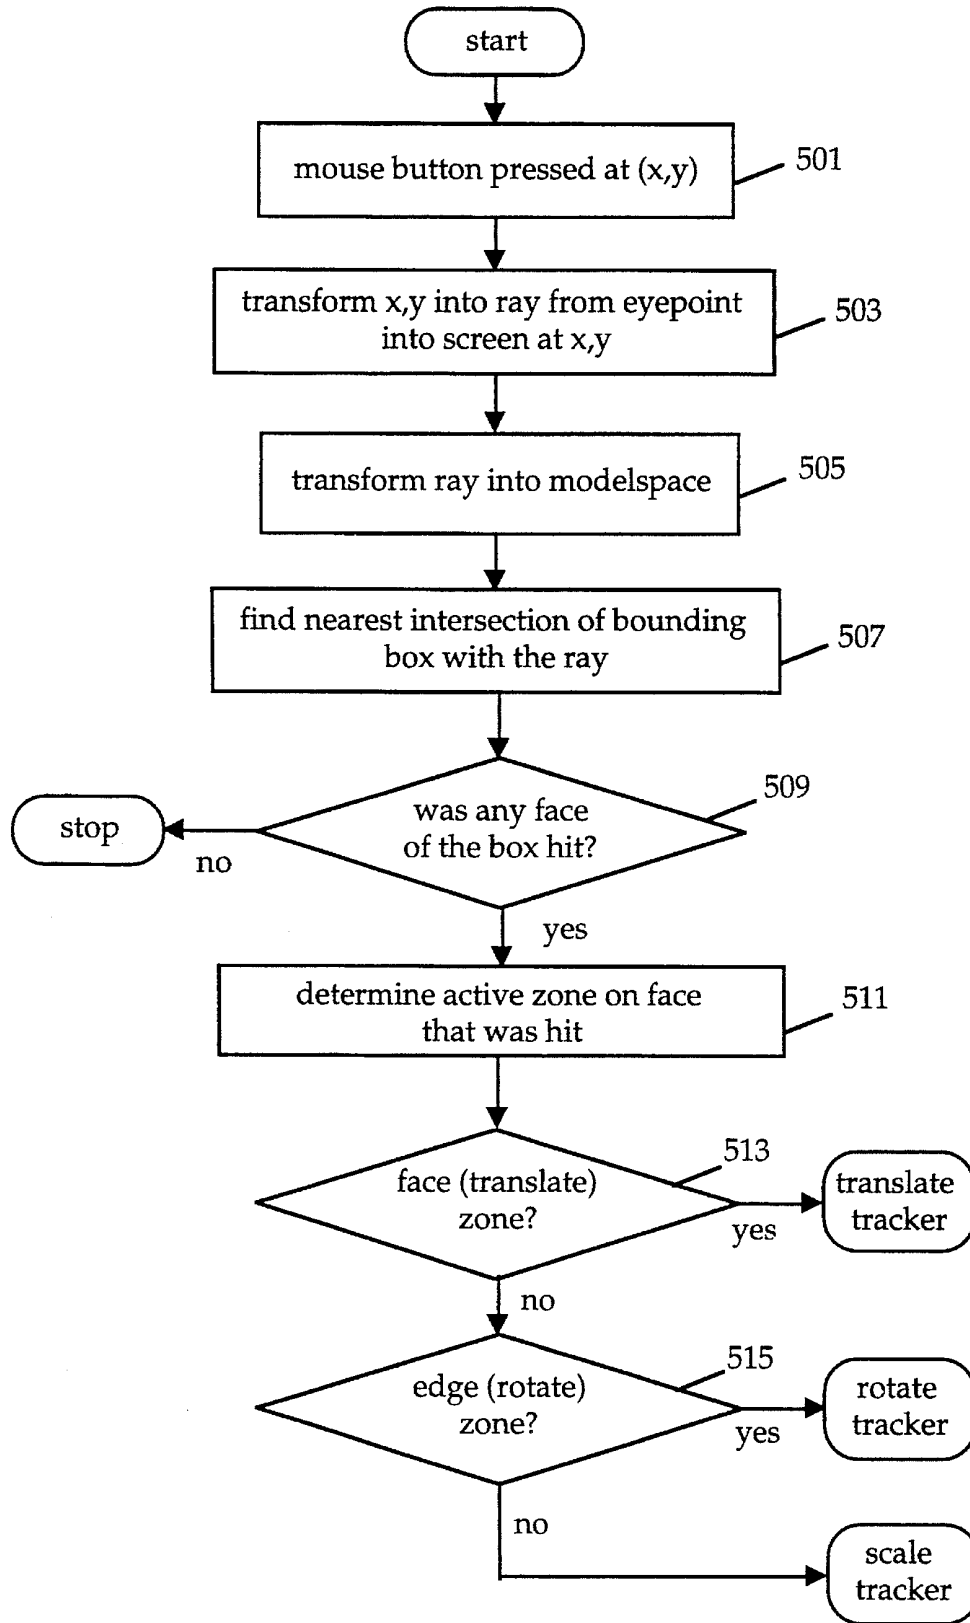 start
mouse button pressed at (x,y)
501
transform x,y into ray from eyepoint
into screen at x,y
503
transform ray into modelspace
505
find nearest intersection of bounding
box with the ray
507
was any face
of the box hit?
509
stop
no
yes
determine active zone on face
that was hit
511
face (translate)
zone?
513
yes
translate
tracker
no
edge (rotate)
zone?
515
yes
rotate
tracker
no
scale
tracker